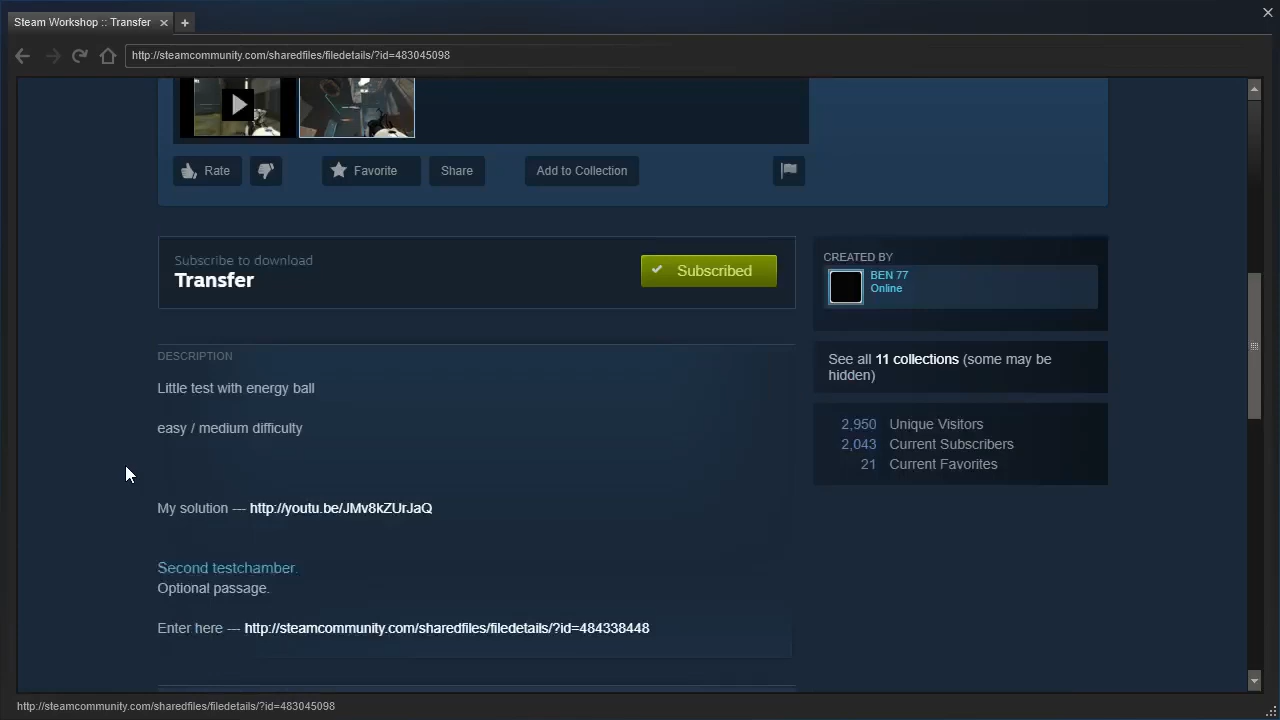 Steam Workshop :: Transfer
http://steamcommunity.com/sharedfiles/filedetails/?id=483045098
Rate
Favorite
Share
Add to Collection
Subscribe to download
Transfer
Subscribed
CREATED BY
BEN 77
Online
See all 11 collections (some may be
hidden)
2,950 Unique Visitors
2,043 Current Subscribers
21 Current Favorites
DESCRIPTION
Little test with energy ball
easy / medium difficulty
My solution --- http://youtu.be/JMv8kZUrJaQ
Second testchamber.
Optional passage.
Enter here --- http://steamcommunity.com/sharedfiles/filedetails/?id=484338448
http://steamcommunity.com/sharedfiles/filedetails/?id=483045098